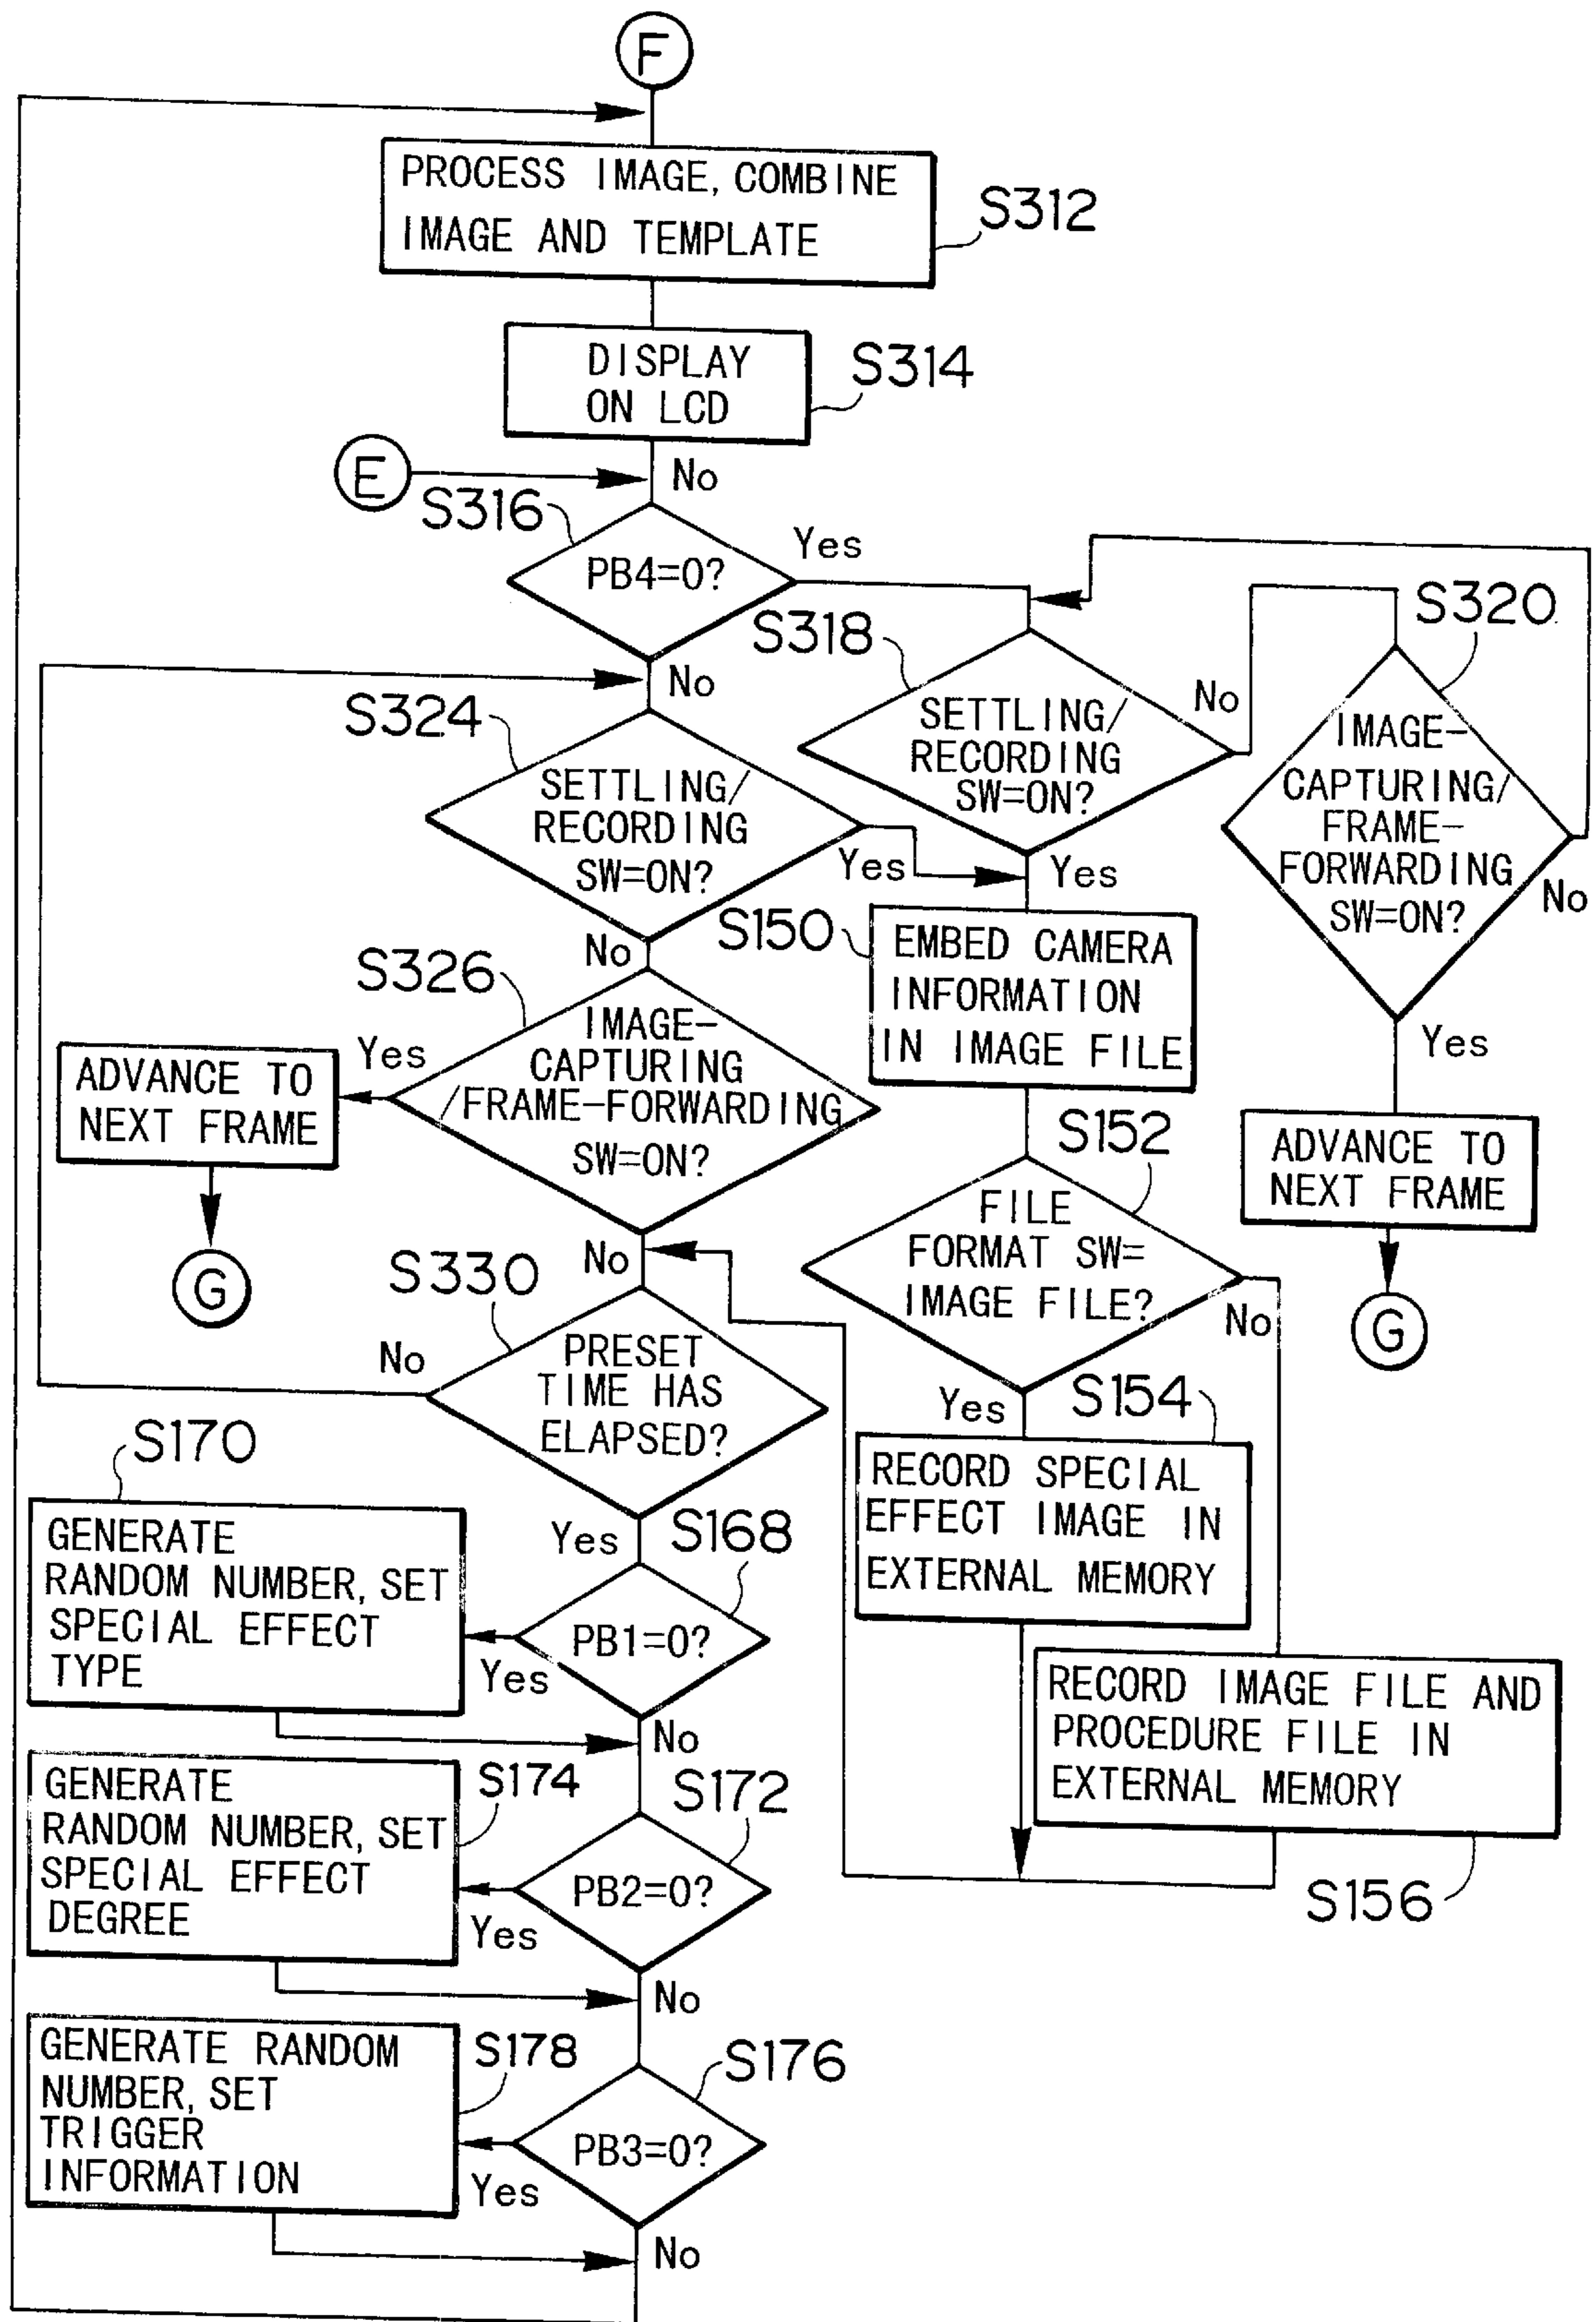 F
PROCESS IMAGE, COMBINE
IMAGE AND TEMPLATE
S312
DISPLAY
ON LCD
S314
E
No
S316
PB4=0?
Yes
S318
SETTLING/
RECORDING
SW=ON?
No
Yes
S320
IMAGE-
CAPTURING/
FRAME-
FORWARDING
SW=ON?
No
Yes
ADVANCE TO
NEXT FRAME
G
No
S324
SETTLING/
RECORDING
SW=ON?
Yes
No
S326
IMAGE-
CAPTURING
/FRAME-FORWARDING
SW=ON?
Yes
ADVANCE TO
NEXT FRAME
G
No
S150
EMBED CAMERA
INFORMATION
IN IMAGE FILE
S152
FILE
FORMAT SW=
IMAGE FILE?
No
Yes
S154
RECORD SPECIAL
EFFECT IMAGE IN
EXTERNAL MEMORY
RECORD IMAGE FILE AND
PROCEDURE FILE IN
EXTERNAL MEMORY
S156
S330
PRESET
TIME HAS
ELAPSED?
No
Yes
S168
PB1=0?
Yes
S170
GENERATE
RANDOM NUMBER, SET
SPECIAL EFFECT
TYPE
No
S172
PB2=0?
Yes
S174
GENERATE
RANDOM NUMBER, SET
SPECIAL EFFECT
DEGREE
No
S176
PB3=0?
Yes
S178
GENERATE RANDOM
NUMBER, SET
TRIGGER
INFORMATION
No